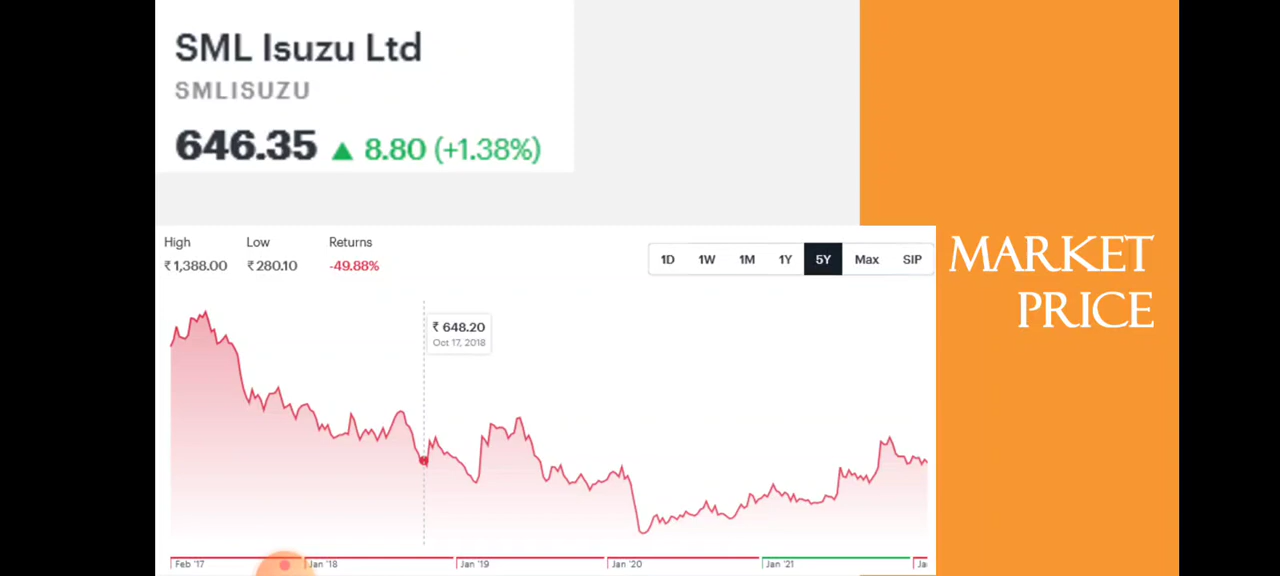 SML Isuzu Ltd
SMLISUZU
646.35 ▲ 8.80 (+1.38%)
High Low Returns
₹1,388.00 ₹280.10 -49.88%
1D 1W 1M 1Y 5Y Max SIP
MARKET
PRICE
₹ 648.20
Oct 17, 2018
Feb '17 Jan '18 Jan '19 Jan '20 Jan '21